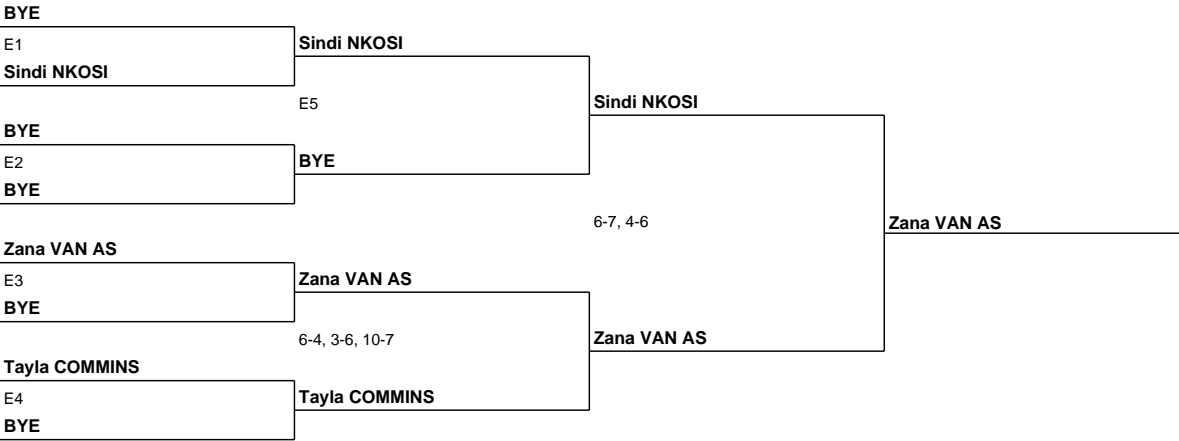 BYE
E1
Sindi NKOSI
Sindi NKOSI
E5
Sindi NKOSI
BYE
E2
BYE
BYE
6-7, 4-6
Zana VAN AS
Zana VAN AS
E3
BYE
Zana VAN AS
6-4, 3-6, 10-7
Zana VAN AS
Tayla COMMINS
E4
BYE
Tayla COMMINS